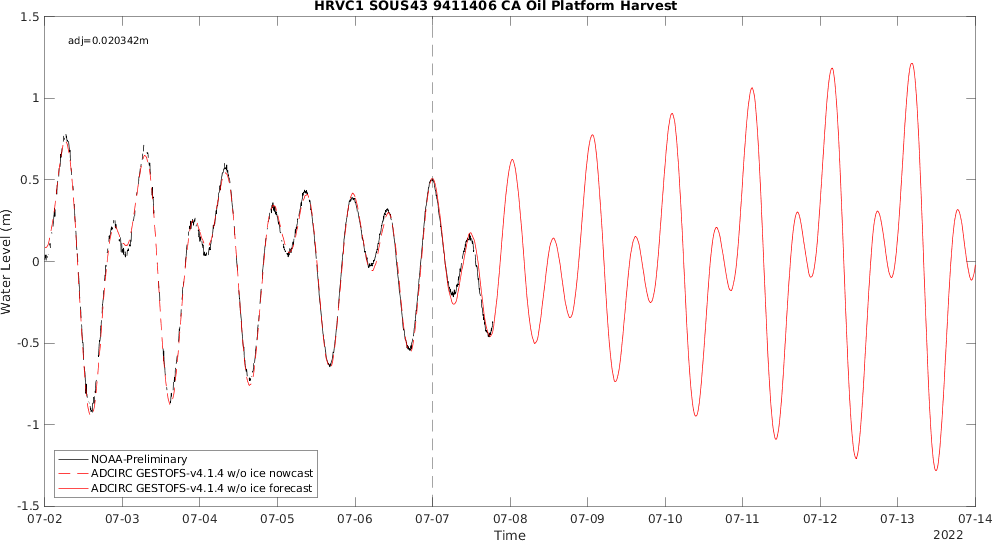 HRVC1 SOUS43 9411406 CA Oil Platform Harvest
1.5
adj=0.020342m
1
0.5
0
-0.5
-1
-1.5
Water Level (m)
NOAA-Preliminary
ADCIRC GESTOFS-v4.1.4 w/o ice nowcast
ADCIRC GESTOFS-v4.1.4 w/o ice forecast
07-02 07-03 07-04 07-05 07-06 07-07 07-08 07-09 07-10 07-11 07-12 07-13 07-14
Time
2022